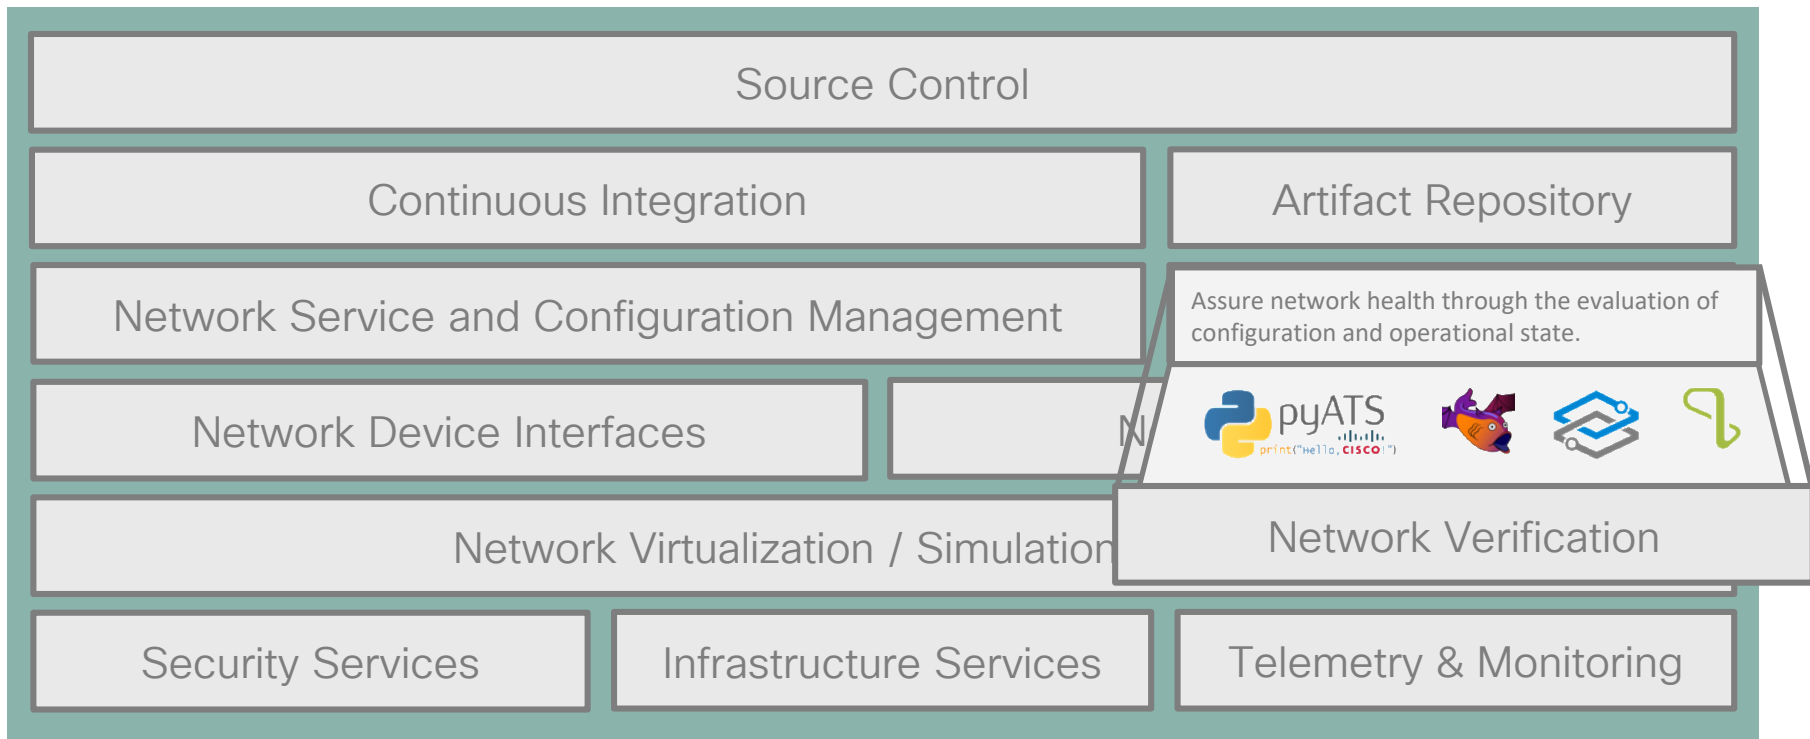 Source Control
Continuous Integration
Artifact Repository
Network Service and Configuration Management
Assure network health through the evaluation of
configuration and operational state.
Network Device Interfaces
N
pyATS
print("Hello, CISCO!")
Network Virtualization / Simulation
Network Verification
Security Services
Infrastructure Services
Telemetry & Monitoring